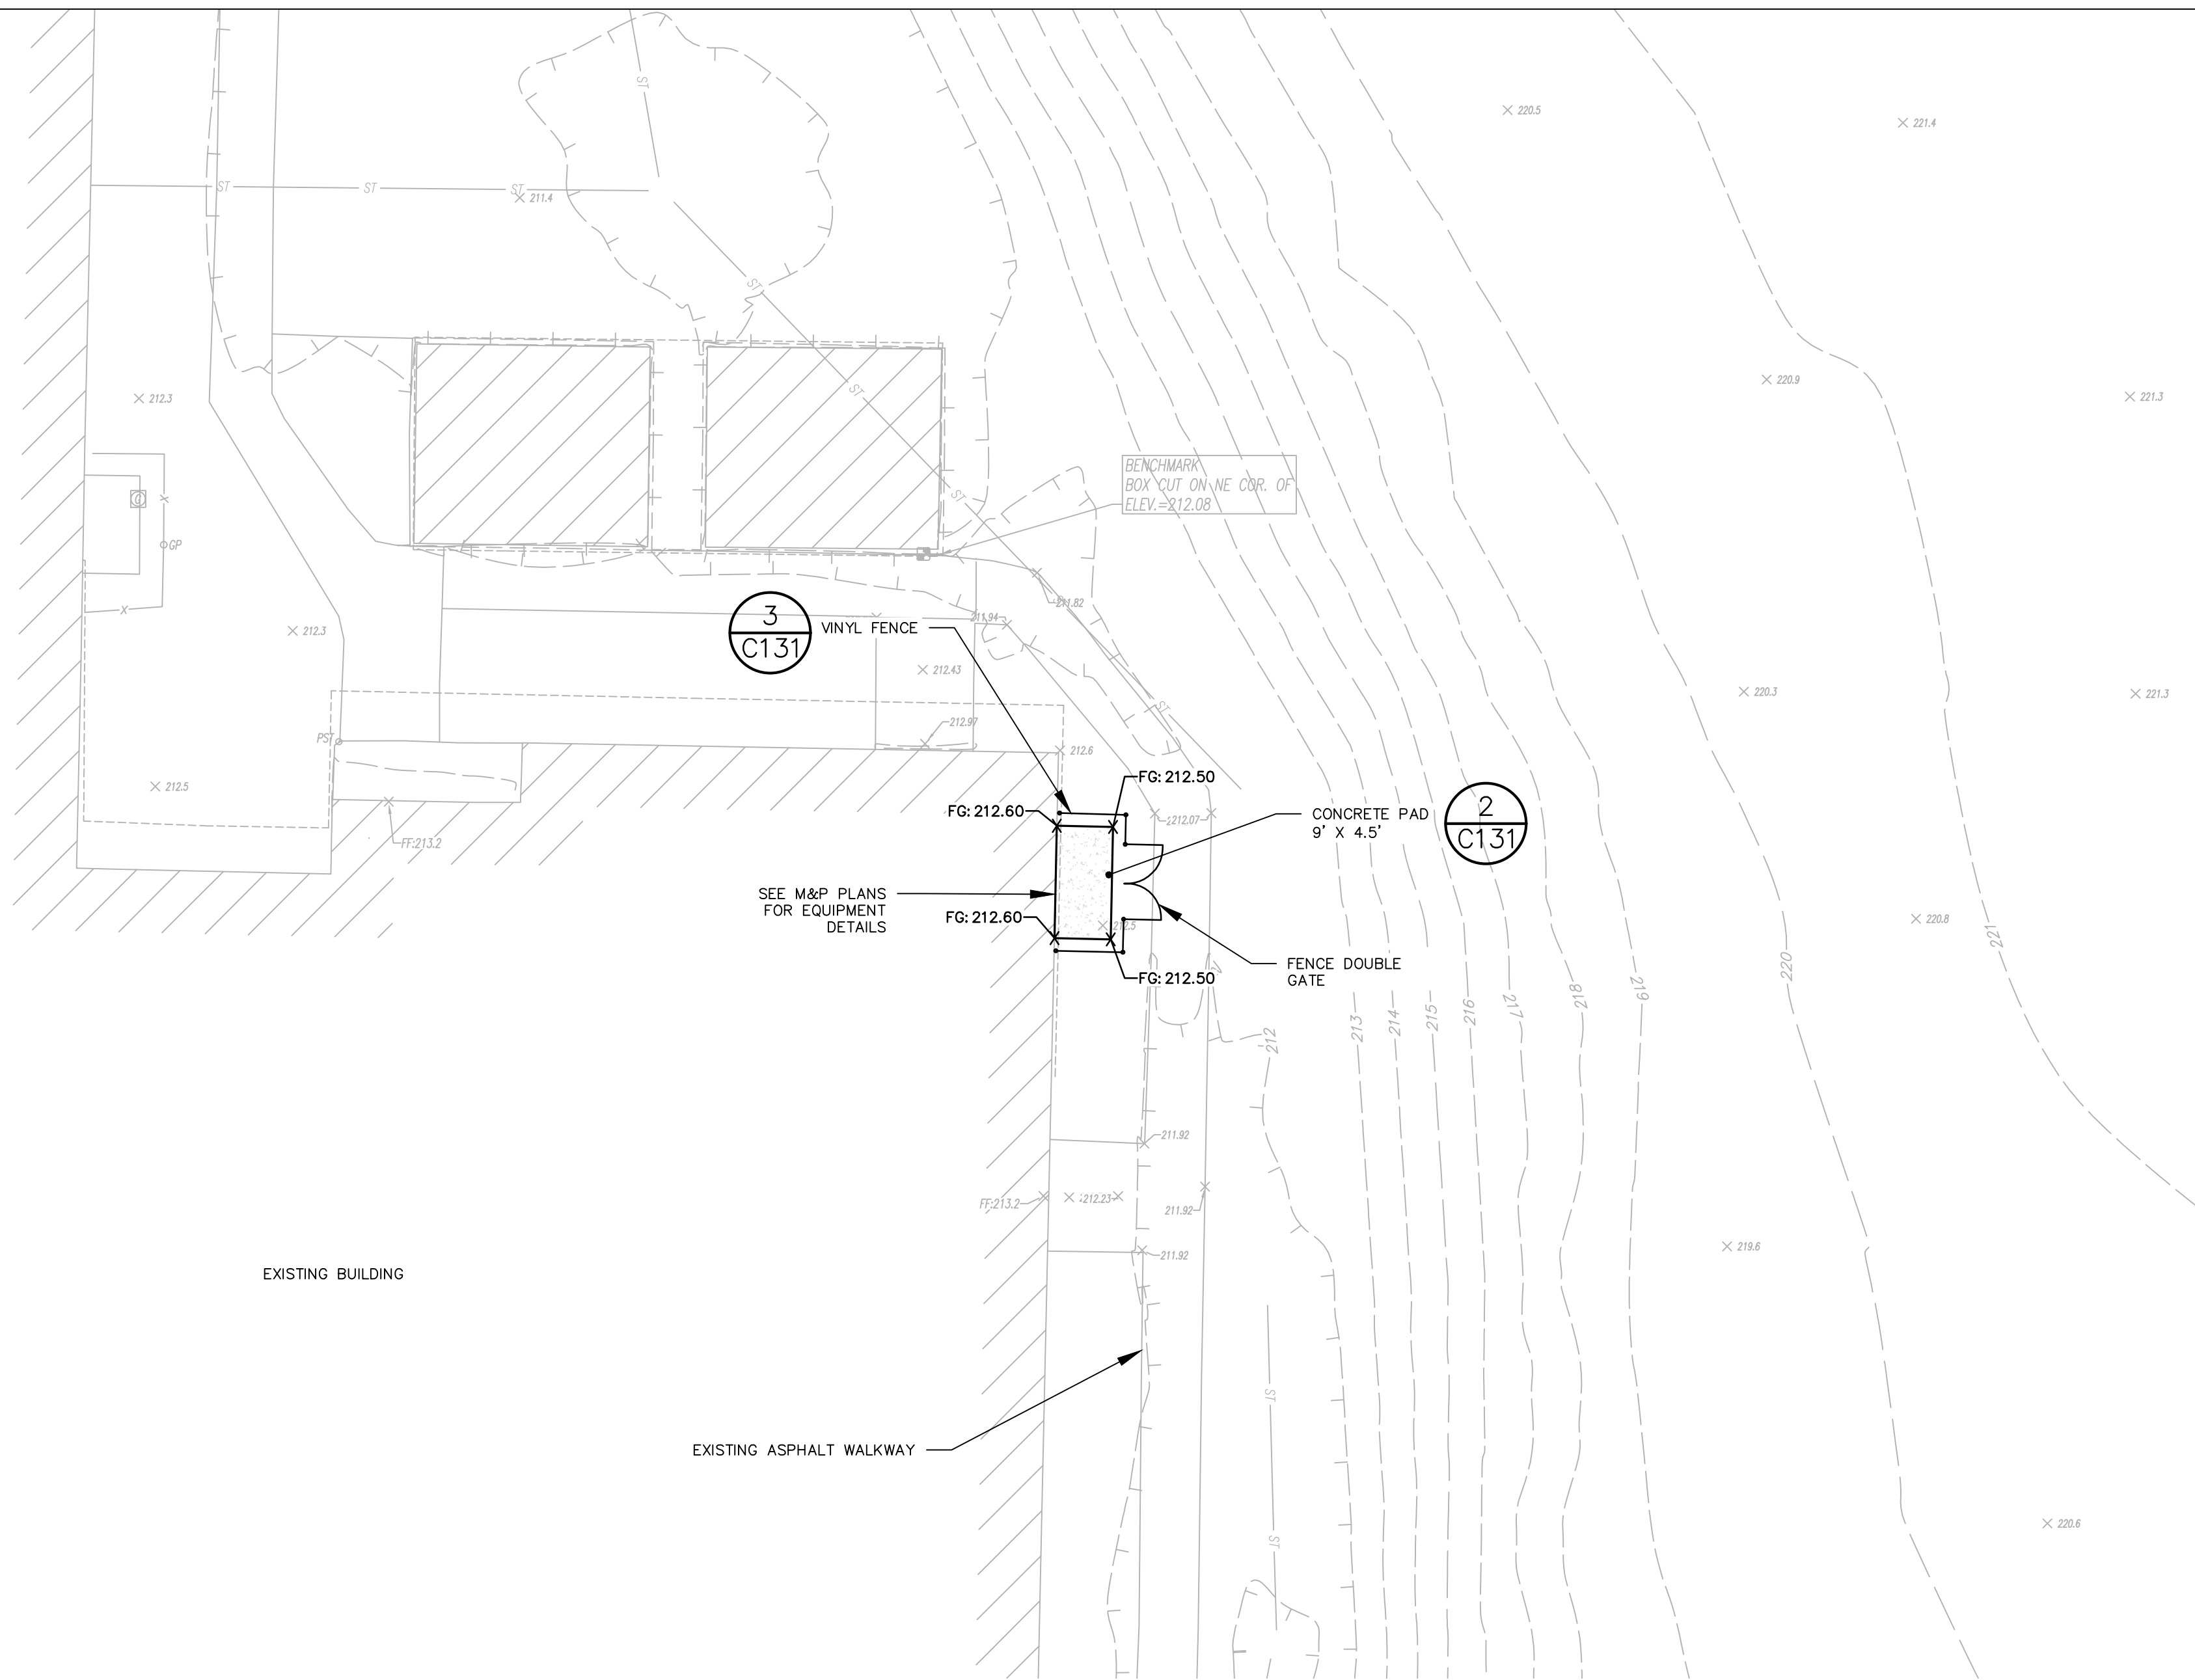 ST
ST
ST
ST
211.4
220.5
221.4
ST
212.3
ST
220.9
221.3
BENCHMARK
BOX CUT ON NE COR. OF
ELEV.=212.08
ST
X
G
GP
X
211.82
211.94
3
C131
VINYL FENCE
212.3
212.43
220.3
221.3
ST
212.97
PST
212.6
212.5
FG: 212.50
FG: 212.60
212.07
CONCRETE PAD
9' X 4.5'
2
C131
FF:213.2
SEE M&P PLANS
FOR EQUIPMENT
DETAILS
FG: 212.60
212.5
220.8
FENCE DOUBLE
GATE
FG: 212.50
212
213
214
215
216
217
218
219
220
221
211.92
FF:213.2
212.23
211.92
211.92
219.6
EXISTING BUILDING
ST
EXISTING ASPHALT WALKWAY
220.6
ST